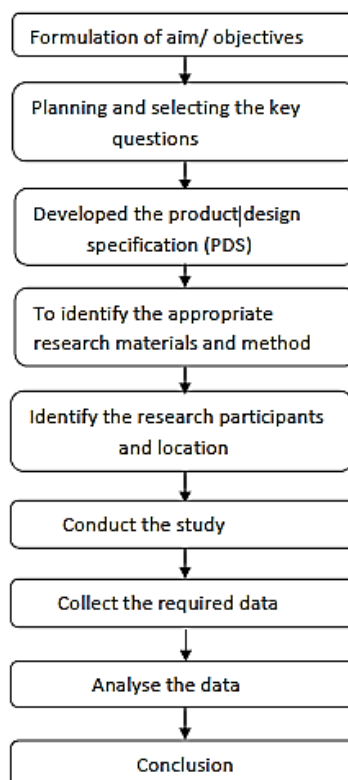 Formulation of aim/ objectives
Planning and selecting the key
questions
Developed the product design
specification (PDS)
To identify the appropriate
research materials and method
Identify the research participants
and location
Conduct the study
Collect the required data
Analyse the data
Conclusion